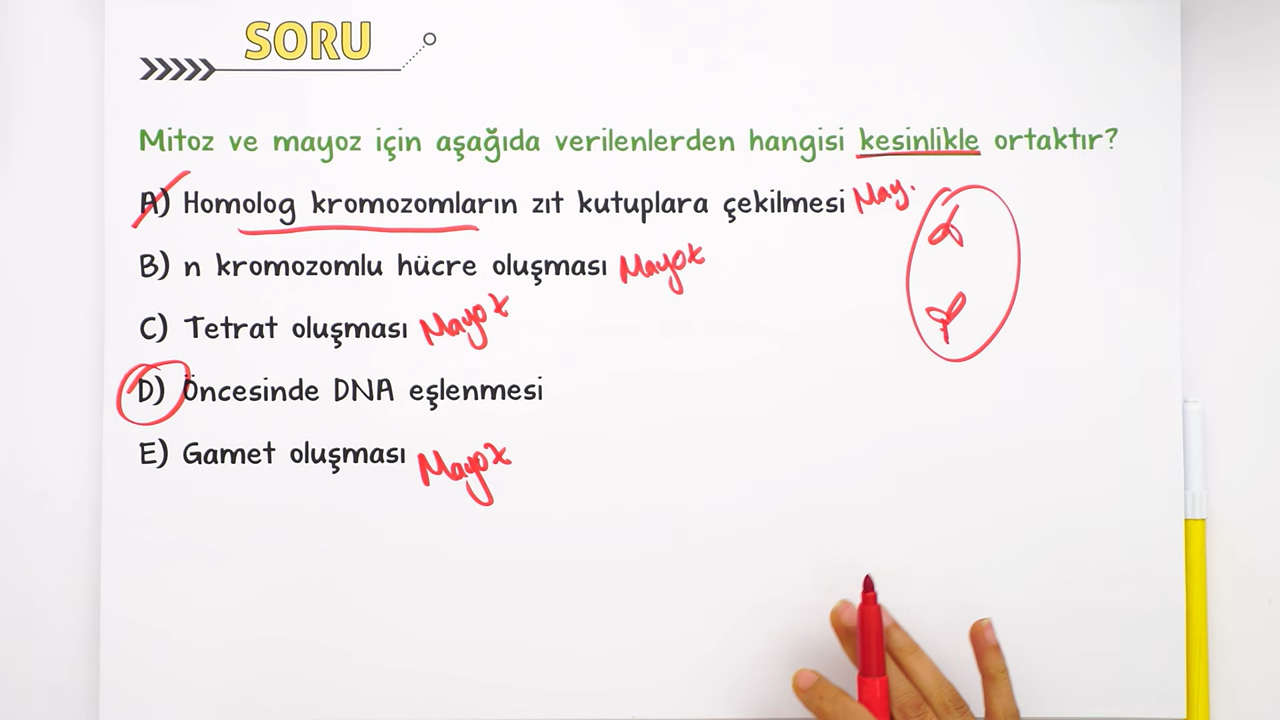 SORU
Mitoz ve mayoz için aşağıda verilenlerden hangisi kesinlikle ortaktır?
A) Homolog kromozomların zıt kutuplara çekilmesi May.
B) n kromozomlu hücre oluşması Mayoz
C) Tetrat oluşması Mayoz
D) Öncesinde DNA eşlenmesi
E) Gamet oluşması Mayoz